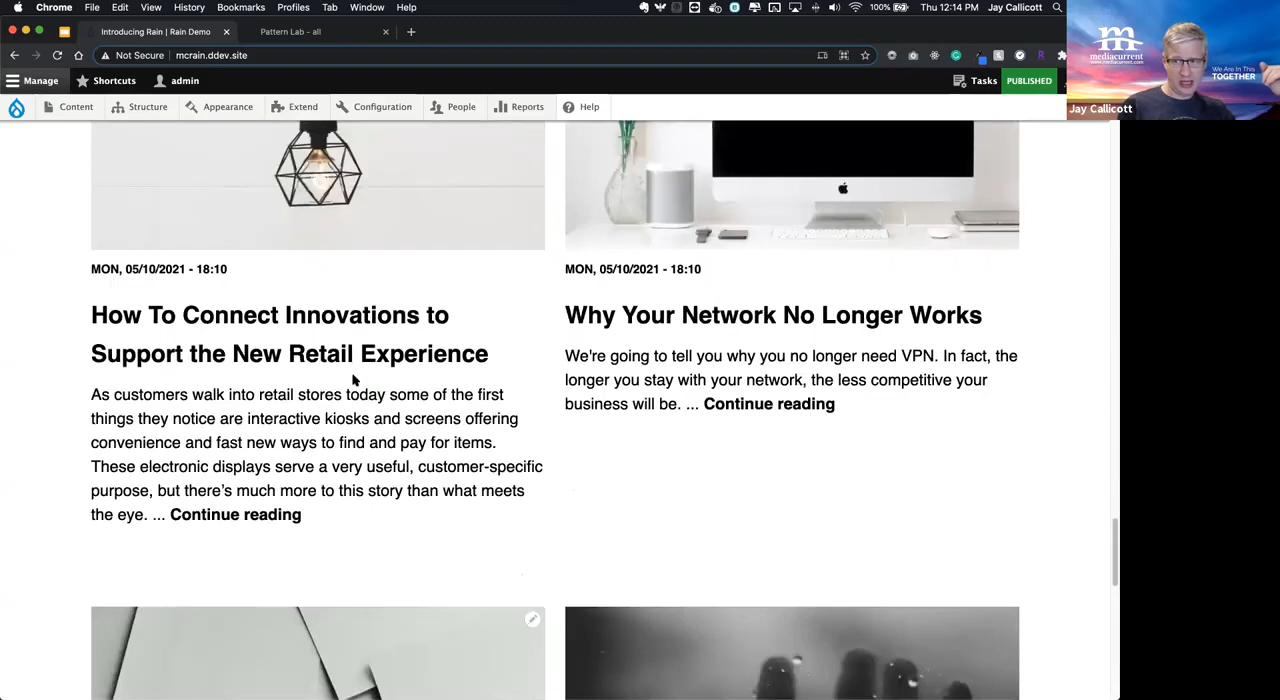 Chrome File Edit View History Bookmarks Profiles Tab Window Help 100% Thu 12:14 PM Jay Callicott
Introducing Rain | Rain Demo Pattern Lab - all
Not Secure mcrain.ddev.site
Manage Shortcuts admin Tasks PUBLISHED
Content Structure Appearance Extend Configuration People Reports Help
m
mediacurrent
www.mediacurrent.com
We Are In This
TOGETHER
Jay Callicott
MON, 05/10/2021 - 18:10
How To Connect Innovations to
Support the New Retail Experience
As customers walk into retail stores today some of the first
things they notice are interactive kiosks and screens offering
convenience and fast new ways to find and pay for items.
These electronic displays serve a very useful, customer-specific
purpose, but there's much more to this story than what meets
the eye. ... Continue reading
MON, 05/10/2021 - 18:10
Why Your Network No Longer Works
We're going to tell you why you no longer need VPN. In fact, the
longer you stay with your network, the less competitive your
business will be. ... Continue reading